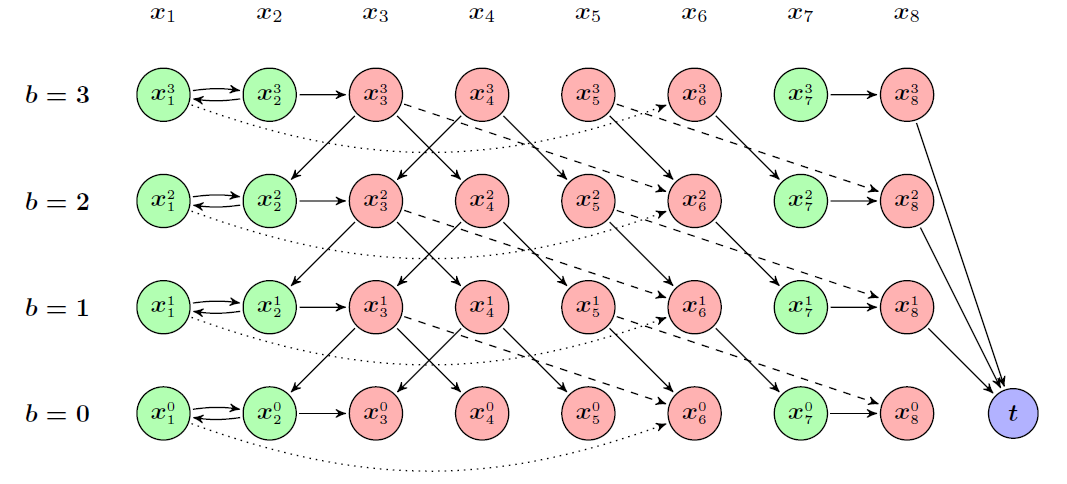 x₁ x₂ x₃ x₄ x₅ x₆ x₇ x₈
b = 3 x₁³ x₂³ x₃³ x₄³ x₅³ x₆³ x₇³ x₈³
b = 2 x₁² x₂² x₃² x₄² x₅² x₆² x₇² x₈²
b = 1 x₁¹ x₂¹ x₃¹ x₄¹ x₅¹ x₆¹ x₇¹ x₈¹
b = 0 x₁⁰ x₂⁰ x₃⁰ x₄⁰ x₅⁰ x₆⁰ x₇⁰ x₈⁰ t